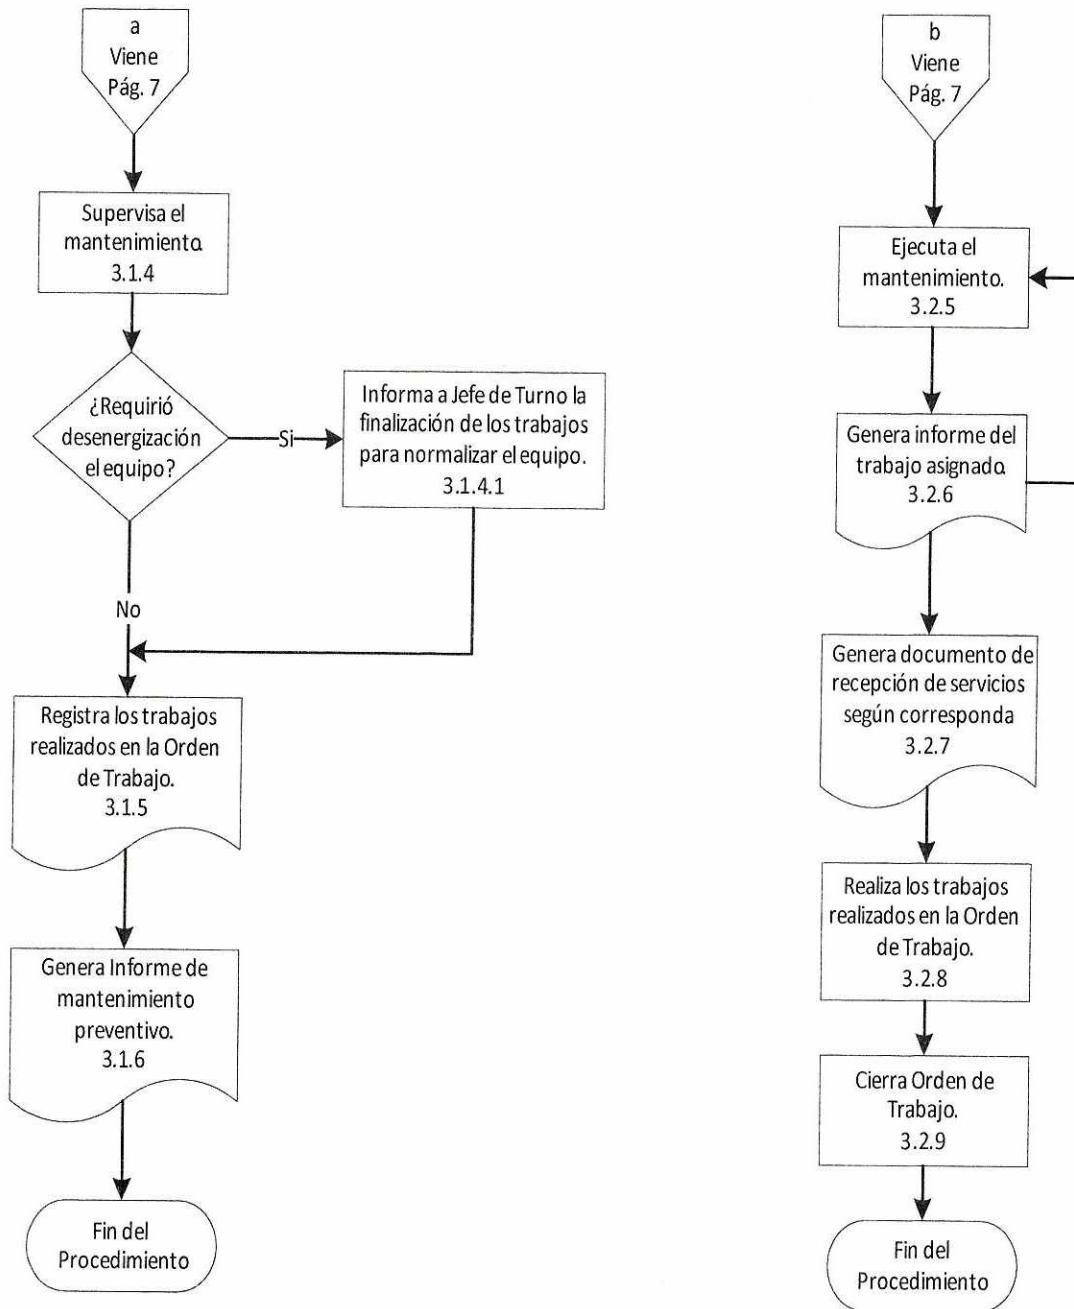 a
Viene
Pág. 7
Supervisa el
mantenimiento.
3.1.4
¿Requirió
desenergización
el equipo?
Si
Informa a Jefe de Turno la
finalización de los trabajos
para normalizar el equipo.
3.1.4.1
No
Registra los trabajos
realizados en la Orden
de Trabajo.
3.1.5
Genera Informe de
mantenimiento
preventivo.
3.1.6
Fin del
Procedimiento
b
Viene
Pág. 7
Ejecuta el
mantenimiento.
3.2.5
Genera informe del
trabajo asignado.
3.2.6
Genera documento de
recepción de servicios
según corresponda
3.2.7
Realiza los trabajos
realizados en la Orden
de Trabajo.
3.2.8
Cierra Orden de
Trabajo.
3.2.9
Fin del
Procedimiento